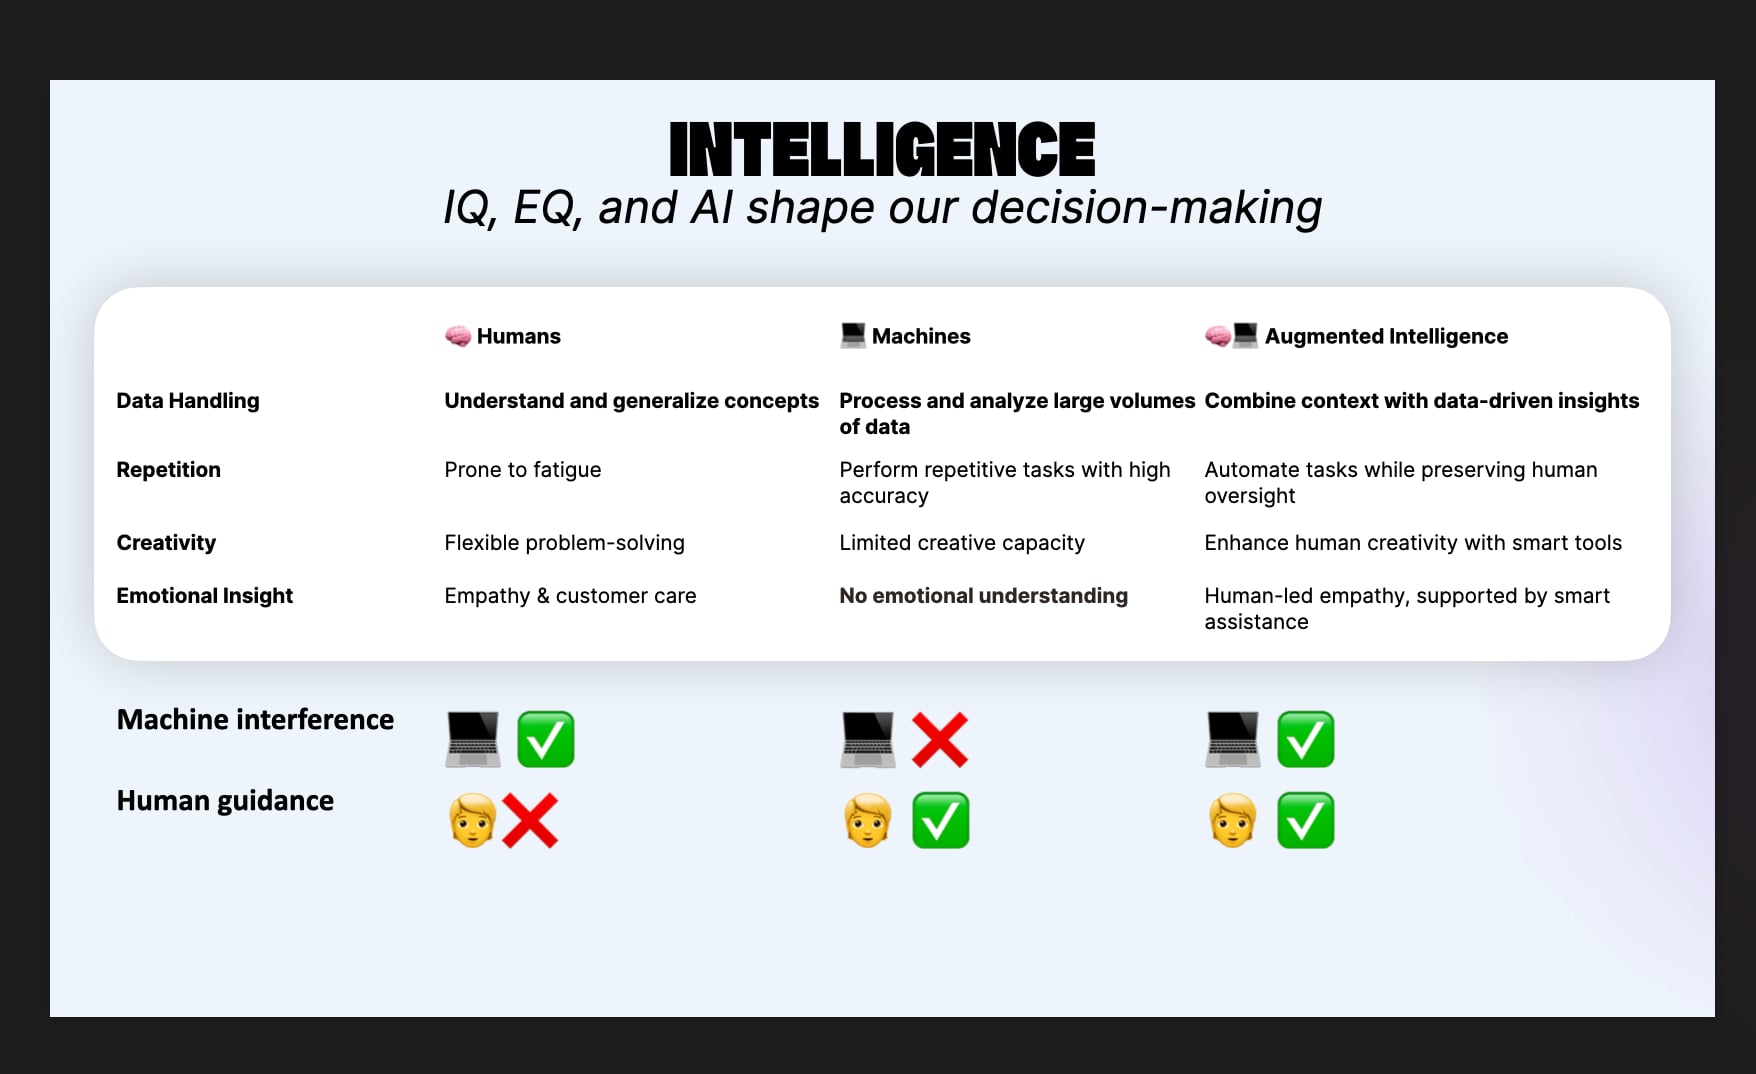 INTELLIGENCE
IQ, EQ, and AI shape our decision-making
🧠 Humans
💻 Machines
🧠💻 Augmented Intelligence
Data Handling
Understand and generalize concepts
Process and analyze large volumes
of data
Combine context with data-driven insights
Repetition
Prone to fatigue
Perform repetitive tasks with high
accuracy
Automate tasks while preserving human
oversight
Creativity
Flexible problem-solving
Limited creative capacity
Enhance human creativity with smart tools
Emotional Insight
Empathy & customer care
No emotional understanding
Human-led empathy, supported by smart
assistance
Machine interference
💻 ✅
💻 ❌
💻 ✅
Human guidance
🧑❌
🧑 ✅
🧑 ✅